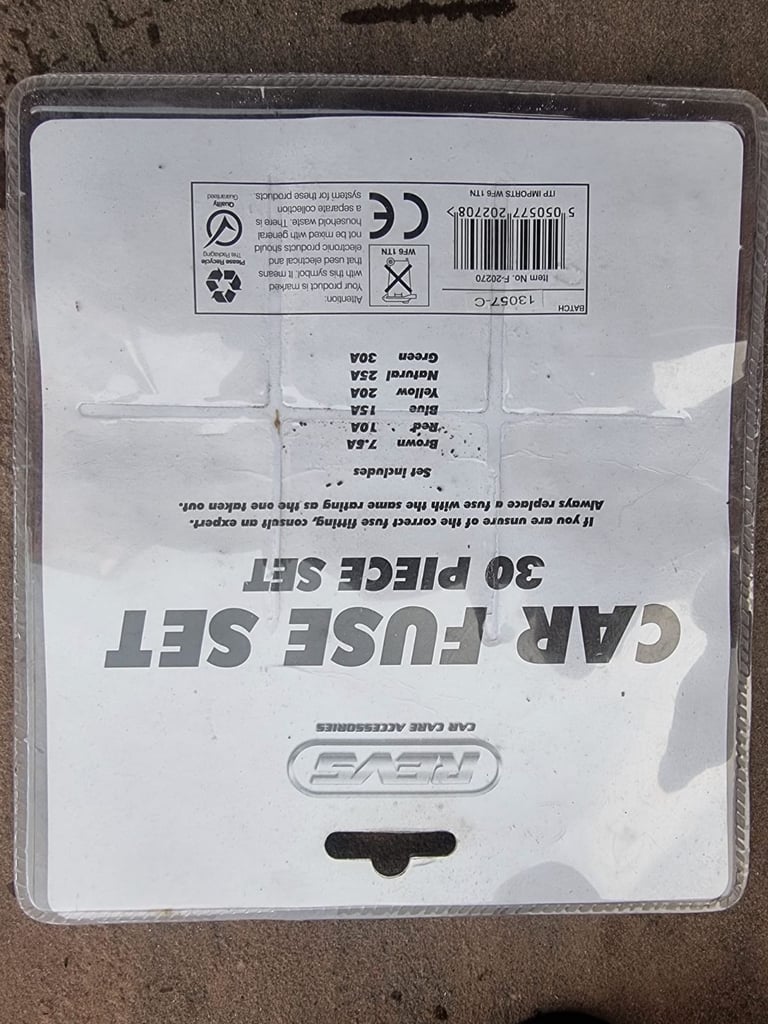 REVS
CAR CARE ACCESSORIES
CAR FUSE SET
30 PIECE SET
If you are unsure of the correct fuse fitting, consult an expert.
Always replace a fuse with the same rating as the one taken out.
Set Includes
Brown 7.5A
Red 10A
Blue 15A
Yellow 20A
Natural 25A
Green 30A
BATCH
13057-C
Item No. F-20270
5 050577 202708 >
ITP IMPORTS WF6 1TN
WF6 1TN
CE
Attention:
Your product is marked
with this symbol. It means
that used electrical and
electronic products should
not be mixed with general
household waste. There is
a separate collection
system for these products.
Please Recycle
This Packaging
Quality
Guaranteed